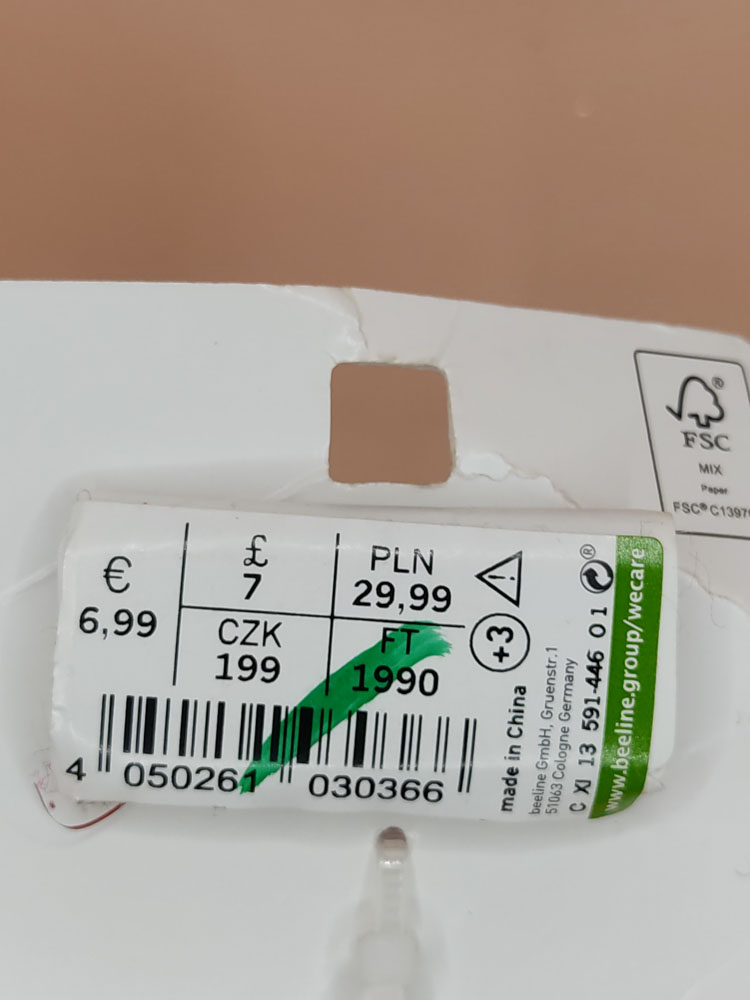 FSC®
MIX
Paper
€
6,99
£
7
PLN
29,99
CZK
199
FT
1990
4 050261 030366
+3
made in China
beeline GmbH, Gruenstr.1
51063 Cologne Germany
C XI 13 591-446 01
www.beeline.group/wecare